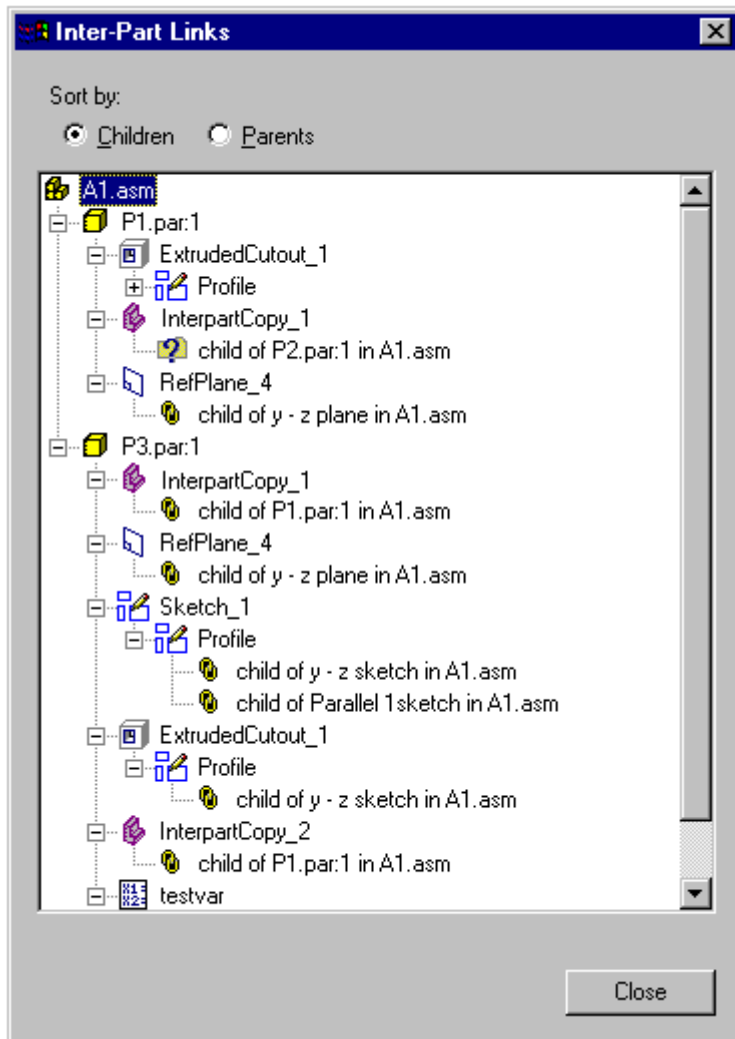 Inter-Part Links
Sort by:
Children Parents
A1.asm
P1.par:1
ExtrudedCutout_1
Profile
InterpartCopy_1
child of P2.par:1 in A1.asm
RefPlane_4
child of y - z plane in A1.asm
P3.par:1
InterpartCopy_1
child of P1.par:1 in A1.asm
RefPlane_4
child of y - z plane in A1.asm
Sketch_1
Profile
child of y - z sketch in A1.asm
child of Parallel 1sketch in A1.asm
ExtrudedCutout_1
Profile
child of y - z sketch in A1.asm
InterpartCopy_2
child of P1.par:1 in A1.asm
testvar
Close